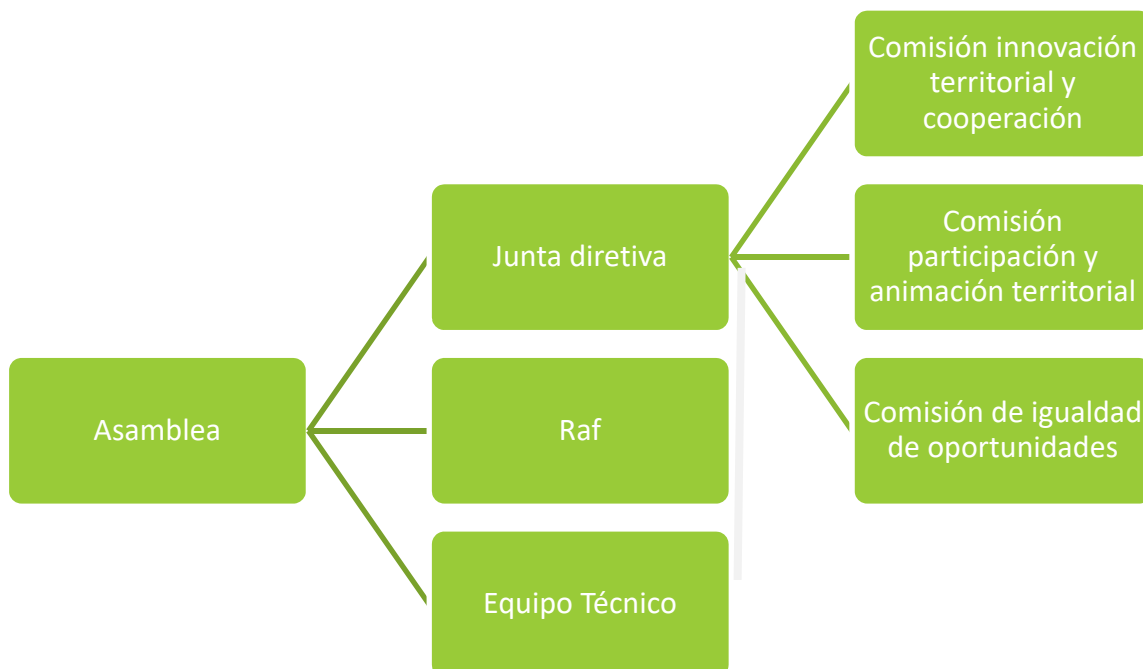 Asamblea
Junta diretiva
Raf
Equipo Técnico
Comisión innovación
territorial y
cooperación
Comisión
participación y
animación territorial
Comisión de igualdad
de oportunidades